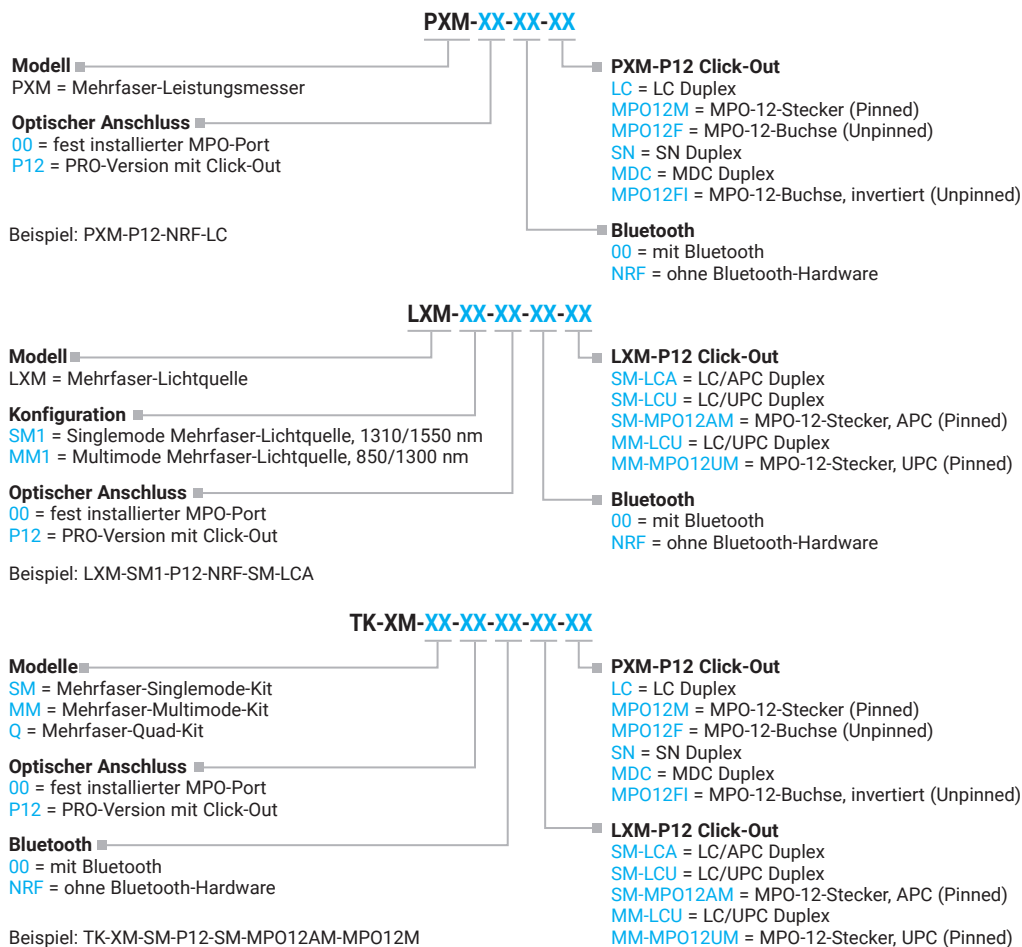 PXM-XX-XX-XX
Modell
PXM = Mehrfaser-Leistungsmesser
Optischer Anschluss
00 = fest installierter MPO-Port
P12 = PRO-Version mit Click-Out
Beispiel: PXM-P12-NRF-LC
PXM-P12 Click-Out
LC = LC Duplex
MPO12M = MPO-12-Stecker (Pinned)
MPO12F = MPO-12-Buchse (Unpinned)
SN = SN Duplex
MDC = MDC Duplex
MPO12FI = MPO-12-Buchse, invertiert (Unpinned)
Bluetooth
00 = mit Bluetooth
NRF = ohne Bluetooth-Hardware
LXM-XX-XX-XX-XX
Modell
LXM = Mehrfaser-Lichtquelle
Konfiguration
SM1 = Singlemode Mehrfaser-Lichtquelle, 1310/1550 nm
MM1 = Multimode Mehrfaser-Lichtquelle, 850/1300 nm
Optischer Anschluss
00 = fest installierter MPO-Port
P12 = PRO-Version mit Click-Out
Beispiel: LXM-SM1-P12-NRF-SM-LCA
LXM-P12 Click-Out
SM-LCA = LC/APC Duplex
SM-LCU = LC/UPC Duplex
SM-MPO12AM = MPO-12-Stecker, APC (Pinned)
MM-LCU = LC/UPC Duplex
MM-MPO12UM = MPO-12-Stecker, UPC (Pinned)
Bluetooth
00 = mit Bluetooth
NRF = ohne Bluetooth-Hardware
TK-XM-XX-XX-XX-XX-XX
Modelle
SM = Mehrfaser-Singlemode-Kit
MM = Mehrfaser-Multimode-Kit
Q = Mehrfaser-Quad-Kit
Optischer Anschluss
00 = fest installierter MPO-Port
P12 = PRO-Version mit Click-Out
Bluetooth
00 = mit Bluetooth
NRF = ohne Bluetooth-Hardware
Beispiel: TK-XM-SM-P12-SM-MPO12AM-MPO12M
PXM-P12 Click-Out
LC = LC Duplex
MPO12M = MPO-12-Stecker (Pinned)
MPO12F = MPO-12-Buchse (Unpinned)
SN = SN Duplex
MDC = MDC Duplex
MPO12FI = MPO-12-Buchse, invertiert (Unpinned)
LXM-P12 Click-Out
SM-LCA = LC/APC Duplex
SM-LCU = LC/UPC Duplex
SM-MPO12AM = MPO-12-Stecker, APC (Pinned)
MM-LCU = LC/UPC Duplex
MM-MPO12UM = MPO-12-Stecker, UPC (Pinned)